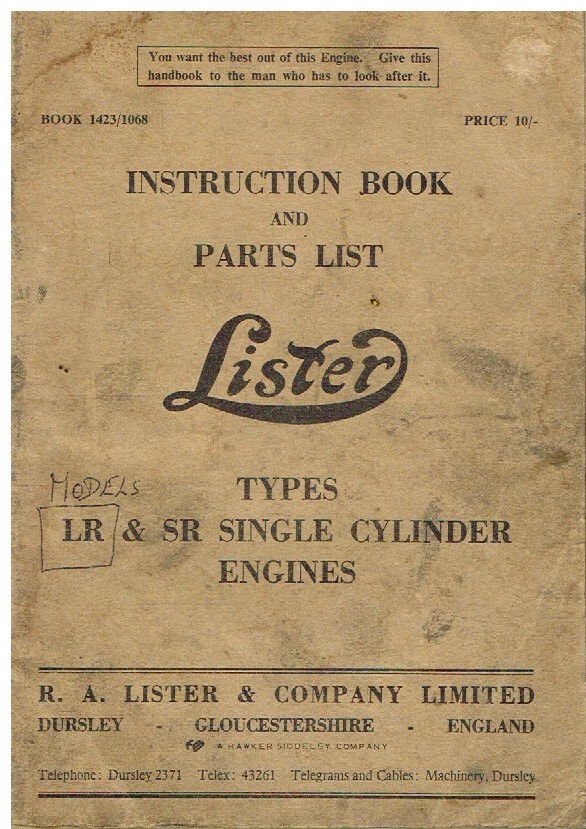 You want the best out of this Engine. Give this
handbook to the man who has to look after it.
BOOK 1423/1068 PRICE 10/-
INSTRUCTION BOOK
AND
PARTS LIST
Lister
MODELS
TYPES
LR & SR SINGLE CYLINDER
ENGINES
R. A. LISTER & COMPANY LIMITED
DURSLEY - GLOUCESTERSHIRE - ENGLAND
A HAWKER SIDDELEY COMPANY
Telephone: Dursley 2371 Telex: 43261 Telegrams and Cables: Machinery, Dursley